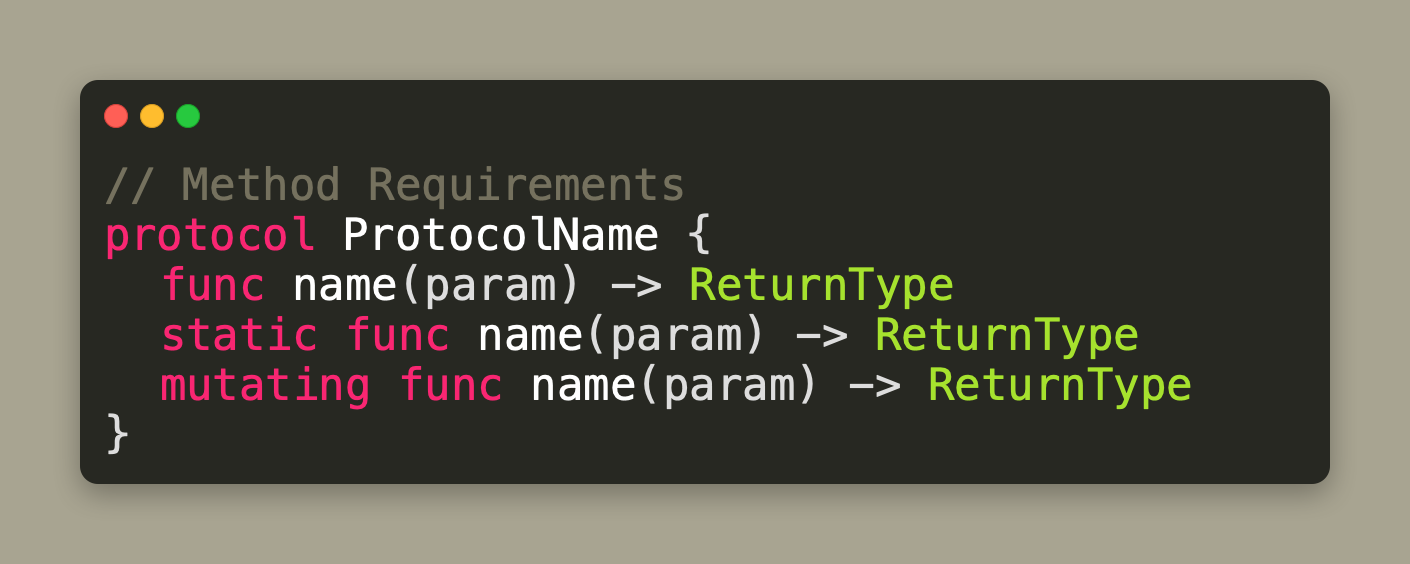 // Method Requirements
protocol ProtocolName {
  func name(param) -> ReturnType
  static func name(param) -> ReturnType
  mutating func name(param) -> ReturnType
}